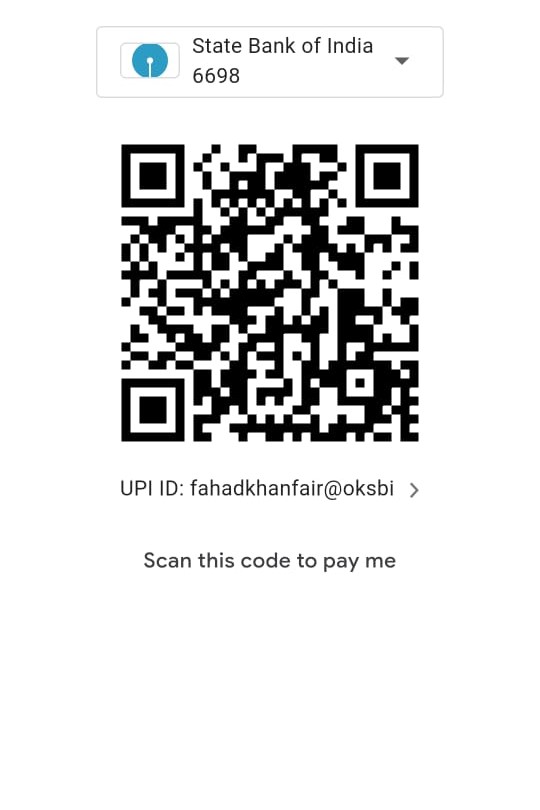 State Bank of India
6698
UPI ID: fahadkhanfair@oksbi
Scan this code to pay me